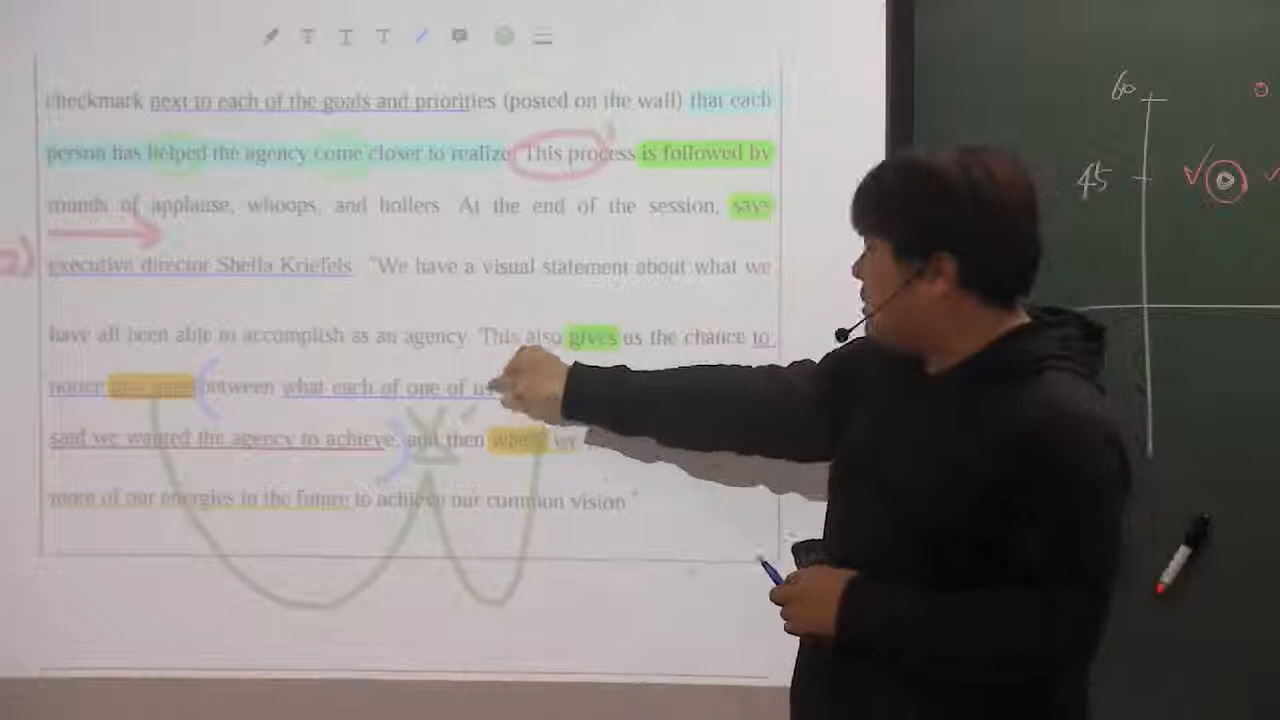 checkmark next to each of the goals and priorities (posted on the wall) that each
person has helped the agency come closer to realize. This process is followed by
rounds of applause, whoops, and hollers. At the end of the session, says
executive director Sheila Kriefels "We have a visual statement about what we
have all been able to accomplish as an agency. This also gives us the chance to
notice between what each of one of us
said we wanted the agency to achieve, and then where we
more of our energies in the future to achieve our common vision"
60
45